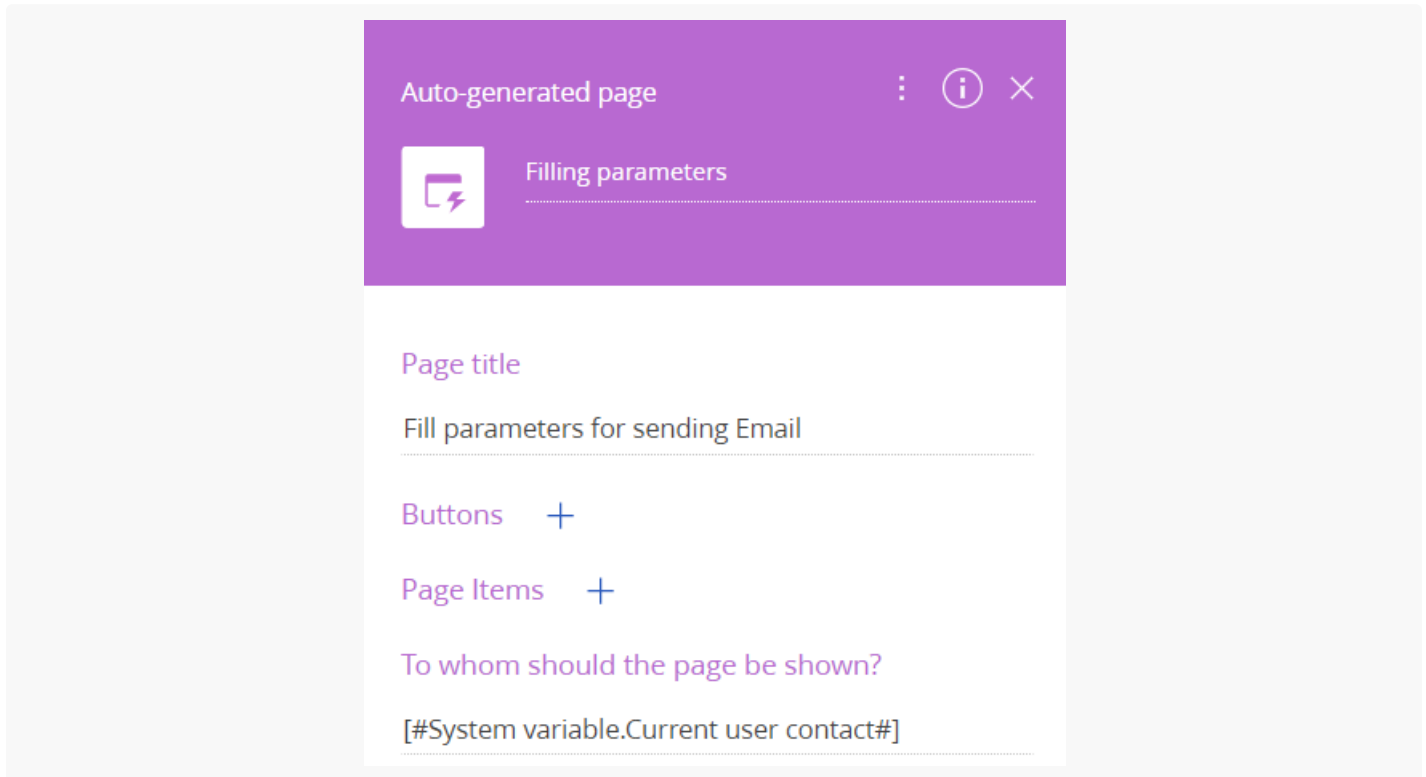 Auto-generated page
Filling parameters
Page title
Fill parameters for sending Email
Buttons
Page Items
To whom should the page be shown?
[#System variable.Current user contact#]